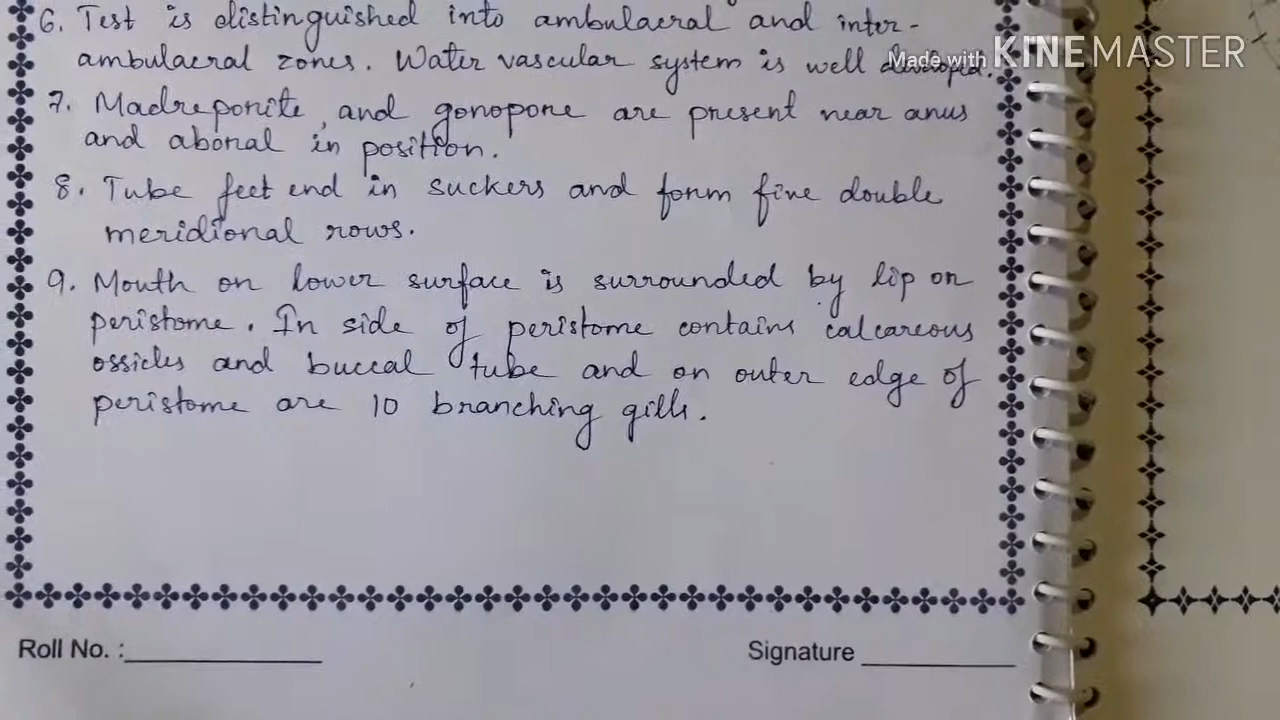 6. Test is distinguished into ambulacral and inter-
ambulacral zones. Water vascular system is well developed.
Made with KINEMASTER
7. Madreporite, and gonopore are present near anus
and aboral in position.
8. Tube feet end in suckers and form five double
meridional rows.
9. Mouth on lower surface is surrounded by lip or
peristome. In side of peristome contains calcareous
ossicles and buccal tube and on outer edge of
peristome are 10 branching gills.
Roll No. :
Signature